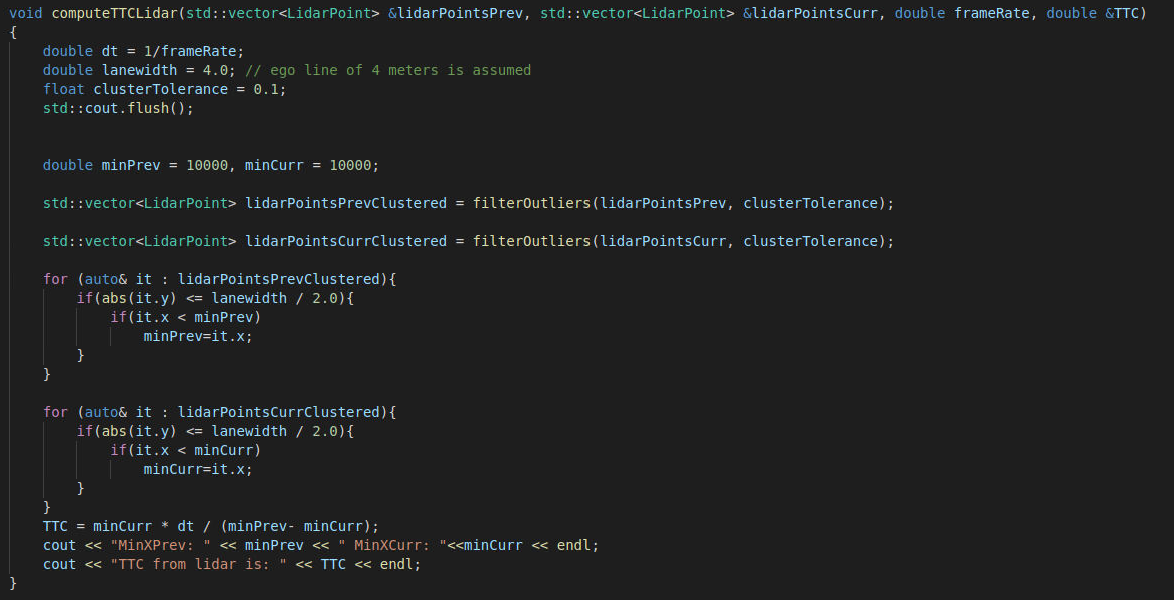 void computeTTCLidar(std::vector<LidarPoint> &lidarPointsPrev, std::vector<LidarPoint> &lidarPointsCurr, double frameRate, double &TTC)
{
    double dt = 1/frameRate;
    double lanewidth = 4.0; // ego line of 4 meters is assumed
    float clusterTolerance = 0.1;
    std::cout.flush();
    double minPrev = 10000, minCurr = 10000;
    std::vector<LidarPoint> lidarPointsPrevClustered = filterOutliers(lidarPointsPrev, clusterTolerance);
    std::vector<LidarPoint> lidarPointsCurrClustered = filterOutliers(lidarPointsCurr, clusterTolerance);
    for (auto& it : lidarPointsPrevClustered){
        if(abs(it.y) <= lanewidth / 2.0){
            if(it.x < minPrev)
                minPrev=it.x;
        }
    }
    for (auto& it : lidarPointsCurrClustered){
        if(abs(it.y) <= lanewidth / 2.0){
            if(it.x < minCurr)
                minCurr=it.x;
        }
    }
    TTC = minCurr * dt / (minPrev- minCurr);
    cout << "MinXPrev: " << minPrev << " MinXCurr: "<<minCurr << endl;
    cout << "TTC from lidar is: " << TTC << endl;
}